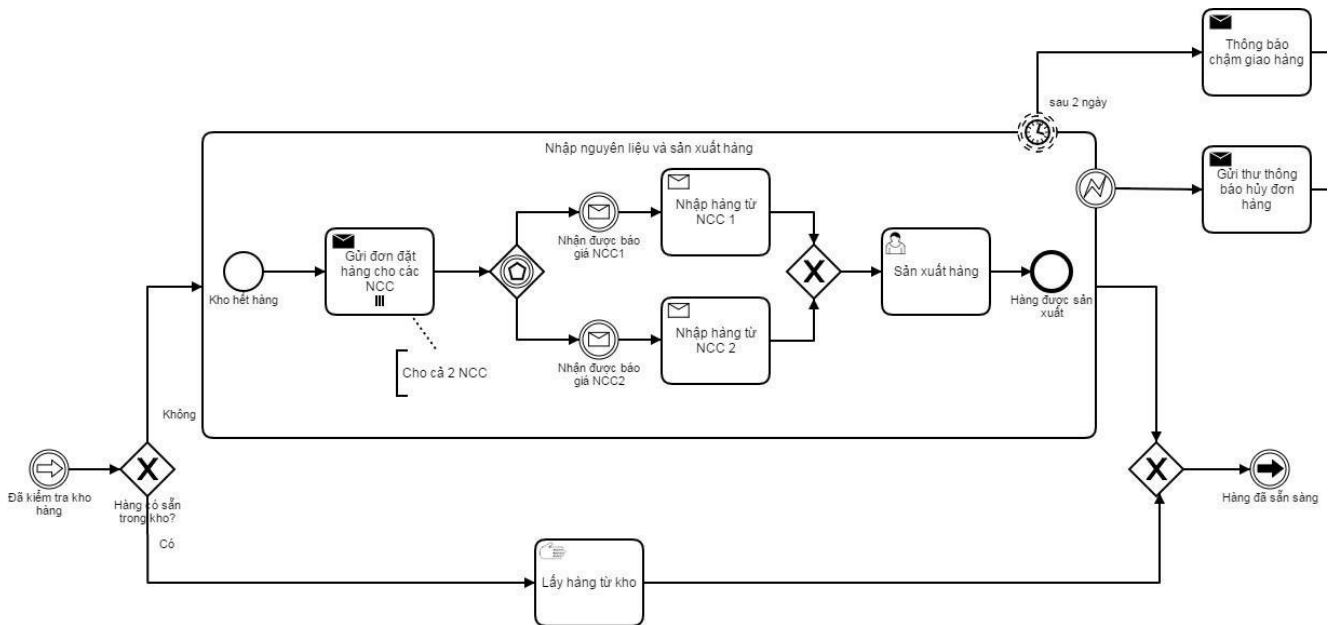 Thông báo
chậm giao hàng
sau 2 ngày
Nhập nguyên liệu và sản xuất hàng
Gửi thư thông
báo hủy đơn
hàng
Nhập hàng từ
NCC 1
Nhận được báo
giá NCC1
Gửi đơn đặt
hàng cho các
NCC
Kho hết hàng
Sản xuất hàng
Hàng được sản
xuất
Nhập hàng từ
NCC 2
Nhận được báo
giá NCC2
Cho cả 2 NCC
Không
Đã kiểm tra kho
hàng
Hàng có sẵn
trong kho?
Có
Hàng đã sẵn sàng
Lấy hàng từ kho